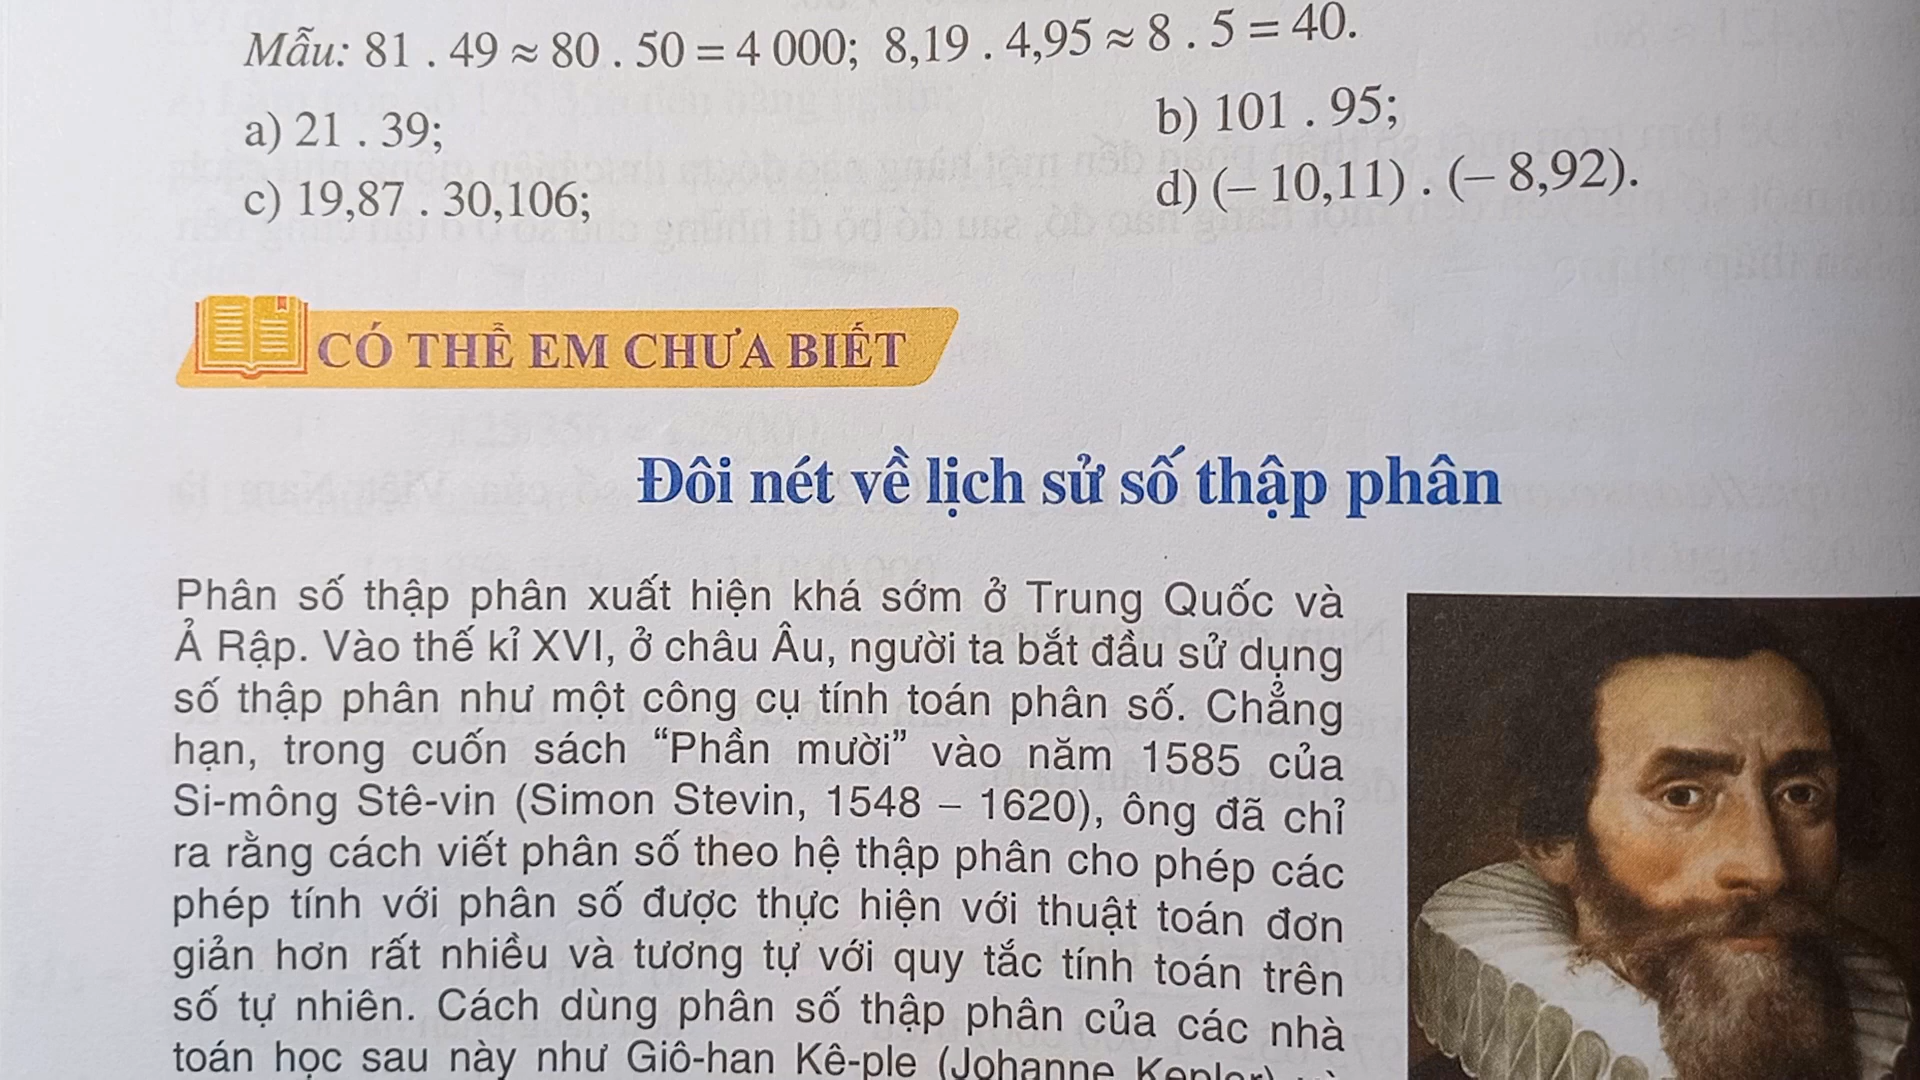 Mẫu: 81 . 49 ≈ 80 . 50 = 4 000; 8,19 . 4,95 ≈ 8 . 5 = 40.
a) 21 . 39; b) 101 . 95;
c) 19,87 . 30,106; d) (– 10,11) . (– 8,92).
CÓ THỂ EM CHƯA BIẾT
Đôi nét về lịch sử số thập phân
Phân số thập phân xuất hiện khá sớm ở Trung Quốc và
Ả Rập. Vào thế kỉ XVI, ở châu Âu, người ta bắt đầu sử dụng
số thập phân như một công cụ tính toán phân số. Chẳng
hạn, trong cuốn sách “Phần mười” vào năm 1585 của
Si-mông Stê-vin (Simon Stevin, 1548 – 1620), ông đã chỉ
ra rằng cách viết phân số theo hệ thập phân cho phép các
phép tính với phân số được thực hiện với thuật toán đơn
giản hơn rất nhiều và tương tự với quy tắc tính toán trên
số tự nhiên. Cách dùng phân số thập phân của các nhà
toán học sau này như Giô-han Kê-ple (Johanne Kepler)